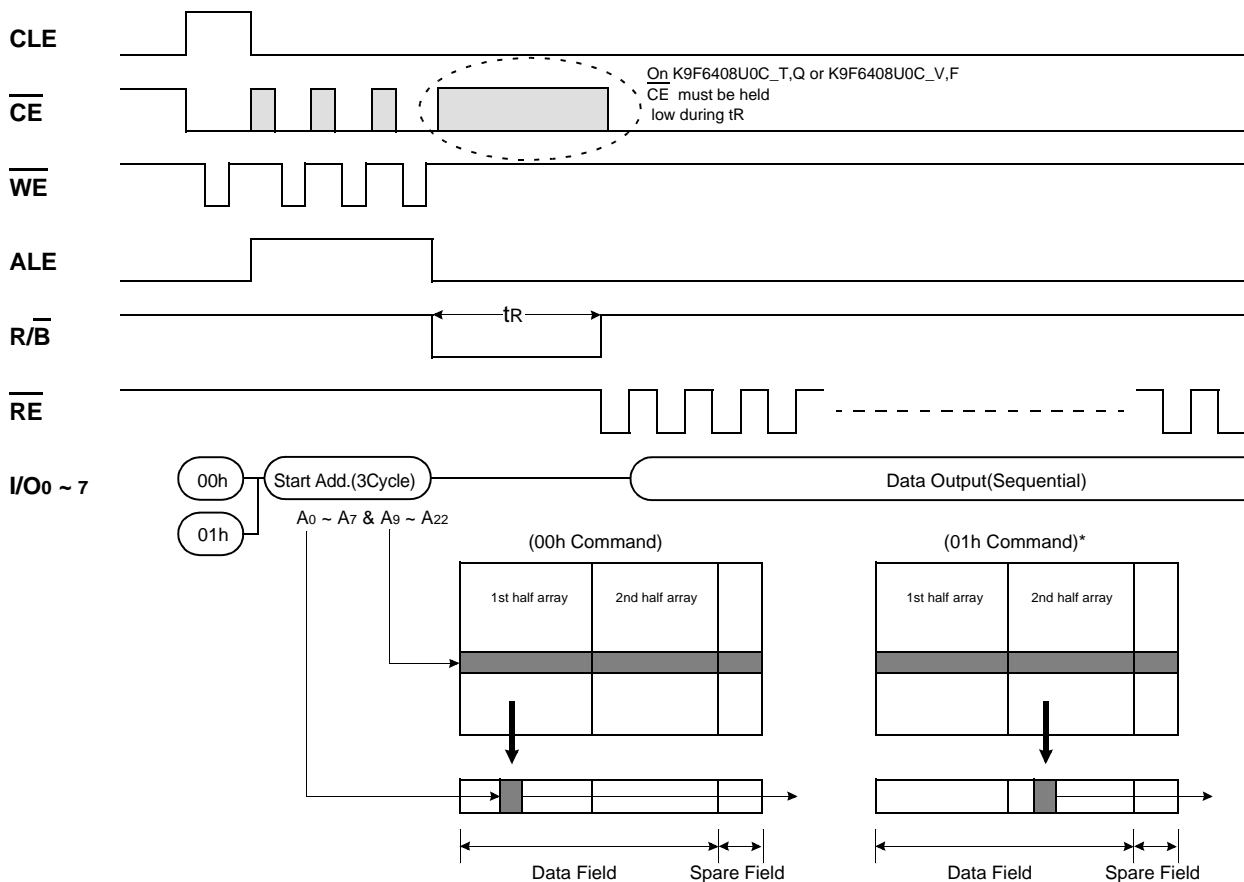 CLE
On K9F6408U0C_T,Q or K9F6408U0C_V,F
CE must be held
low during tR
CE
WE
ALE
R/B
tR
RE
I/O0 ~ 7
00h
Start Add.(3Cycle)
Data Output(Sequential)
01h
A0 ~ A7 & A9 ~ A22
(00h Command)
(01h Command)*
1st half array
2nd half array
1st half array
2nd half array
Data Field
Spare Field
Data Field
Spare Field